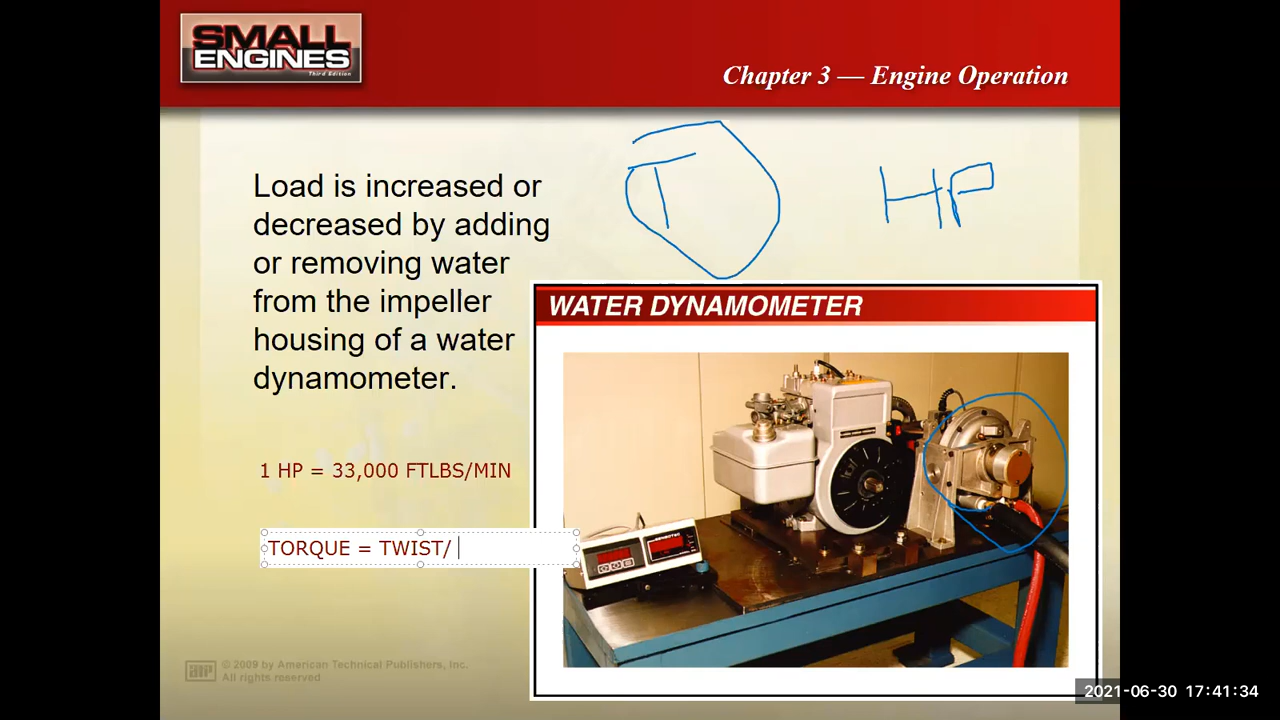 SMALL
ENGINES
Third Edition
Chapter 3 — Engine Operation
T
HP
Load is increased or
decreased by adding
or removing water
from the impeller
housing of a water
dynamometer.
WATER DYNAMOMETER
1 HP = 33,000 FTLBS/MIN
TORQUE = TWIST/
© 2009 by American Technical Publishers, Inc.
All rights reserved
2021-06-30 17:41:34